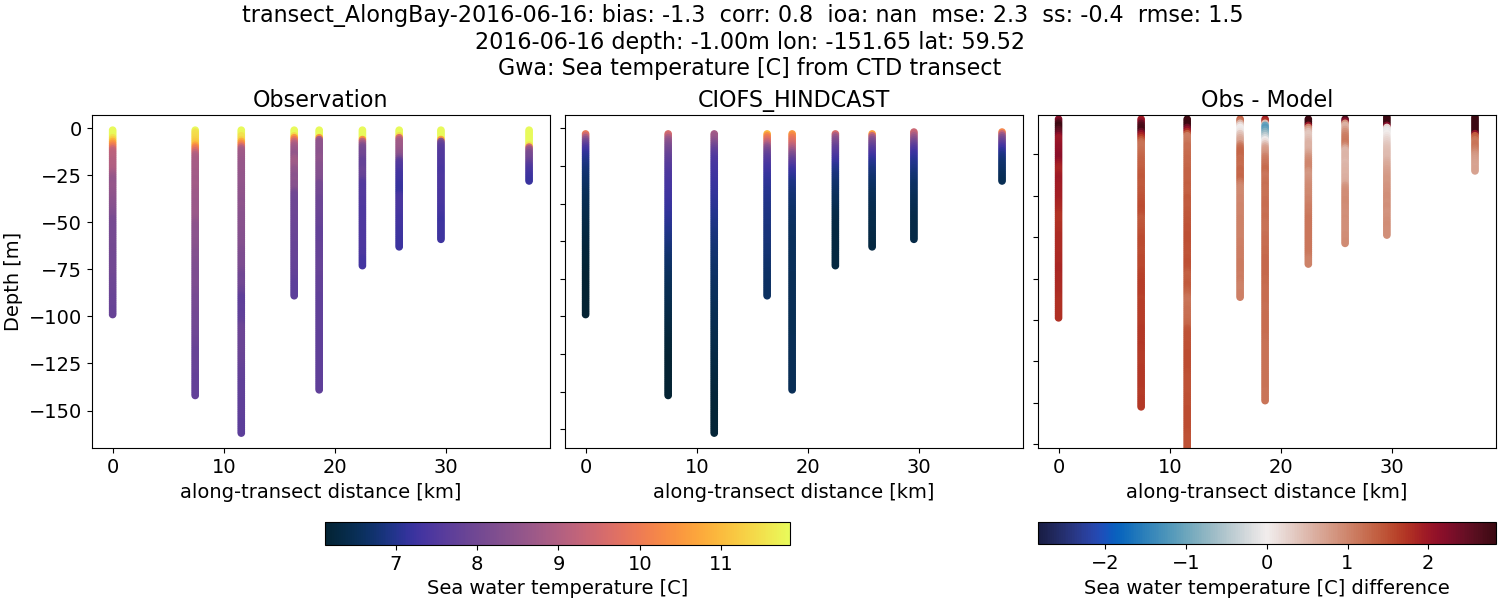 transect_AlongBay-2016-06-16: bias: -1.3  corr: 0.8  ioa: nan  mse: 2.3  ss: -0.4  rmse: 1.5
2016-06-16 depth: -1.00m lon: -151.65 lat: 59.52
Gwa: Sea temperature [C] from CTD transect
Observation
CIOFS_HINDCAST
Obs - Model
Depth [m]
0
−25
−50
−75
−100
−125
−150
0 10 20 30
0 10 20 30
0 10 20 30
along-transect distance [km]
along-transect distance [km]
along-transect distance [km]
7 8 9 10 11
Sea water temperature [C]
−2 −1 0 1 2
Sea water temperature [C] difference